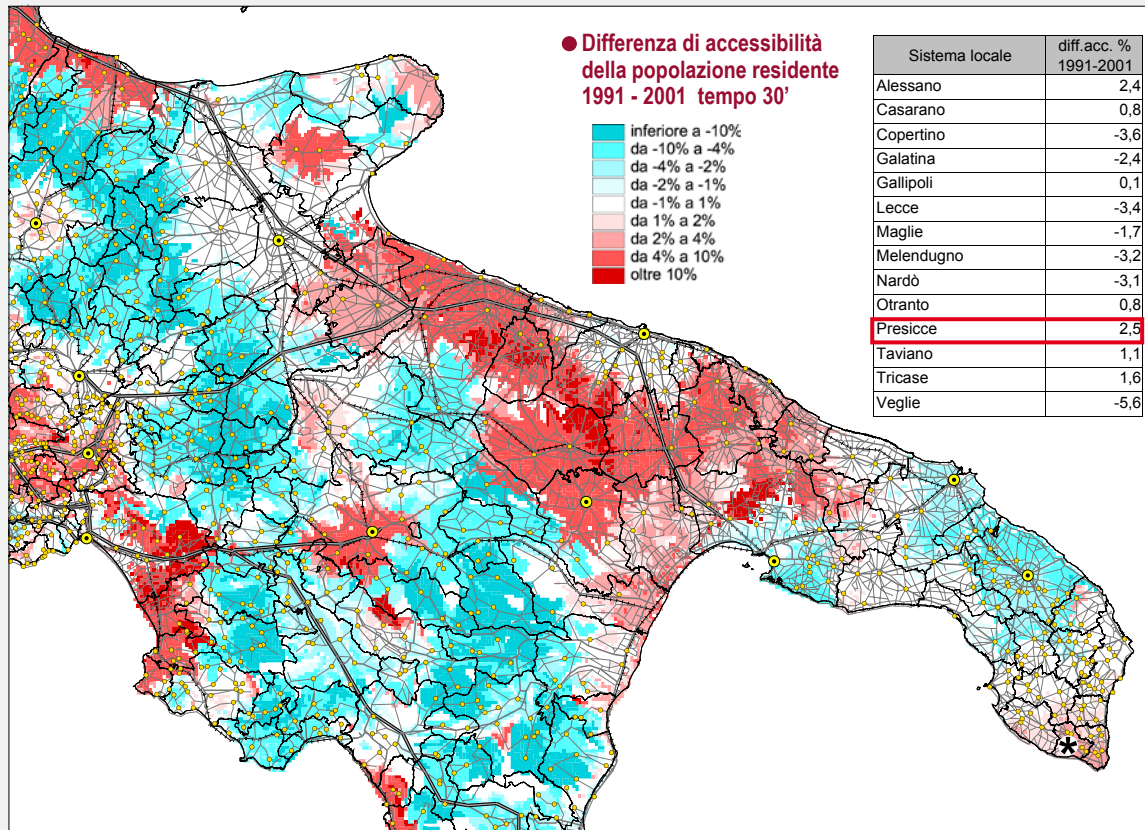 ● Differenza di accessibilità
della popolazione residente
1991 - 2001 tempo 30’
inferiore a -10%
da -10% a -4%
da -4% a -2%
da -2% a -1%
da -1% a 1%
da 1% a 2%
da 2% a 4%
da 4% a 10%
oltre 10%
Sistema locale diff.acc. %
1991-2001
Alessano 2,4
Casarano 0,8
Copertino -3,6
Galatina -2,4
Gallipoli 0,1
Lecce -3,4
Maglie -1,7
Melendugno -3,2
Nardò -3,1
Otranto 0,8
Presicce 2,5
Taviano 1,1
Tricase 1,6
Veglie -5,6
*